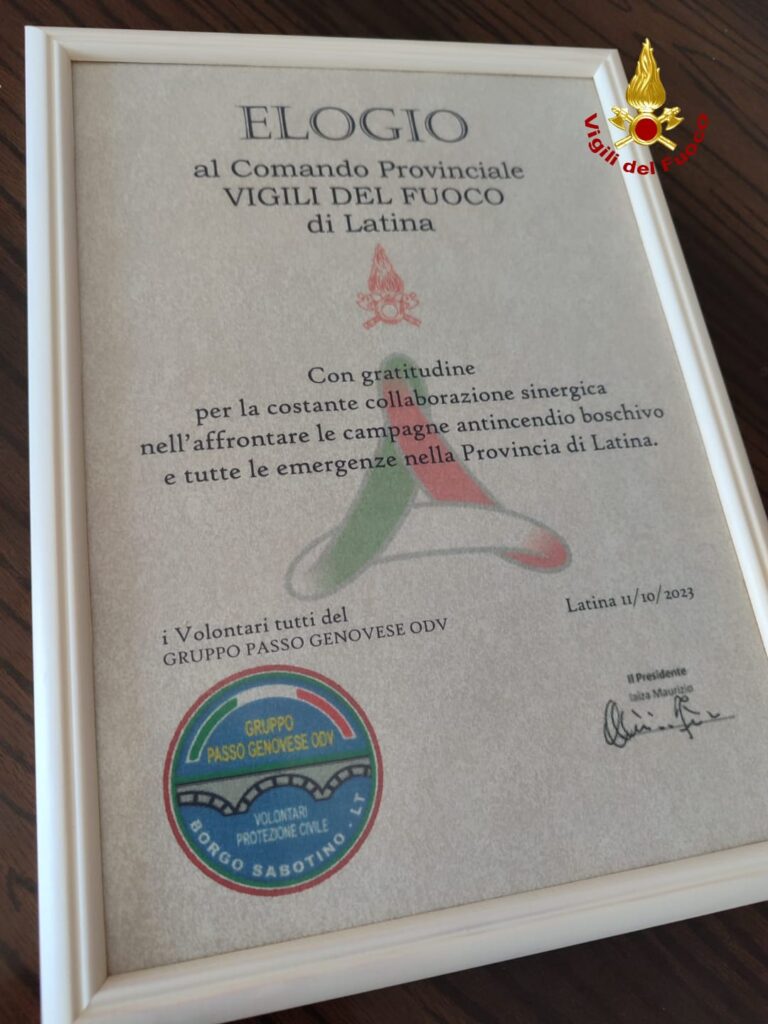 Vigili del Fuoco
ELOGIO
al Comando Provinciale
VIGILI DEL FUOCO
di Latina
Con gratitudine
per la costante collaborazione sinergica
nell'affrontare le campagne antincendio boschivo
e tutte le emergenze nella Provincia di Latina.
i Volontari tutti del
GRUPPO PASSO GENOVESE ODV
Latina 11/10/2023
Il Presidente
Iaiza Maurizio
GRUPPO
PASSO GENOVESE ODV
VOLONTARI
PROTEZIONE CIVILE
BORGO SABOTINO . LT